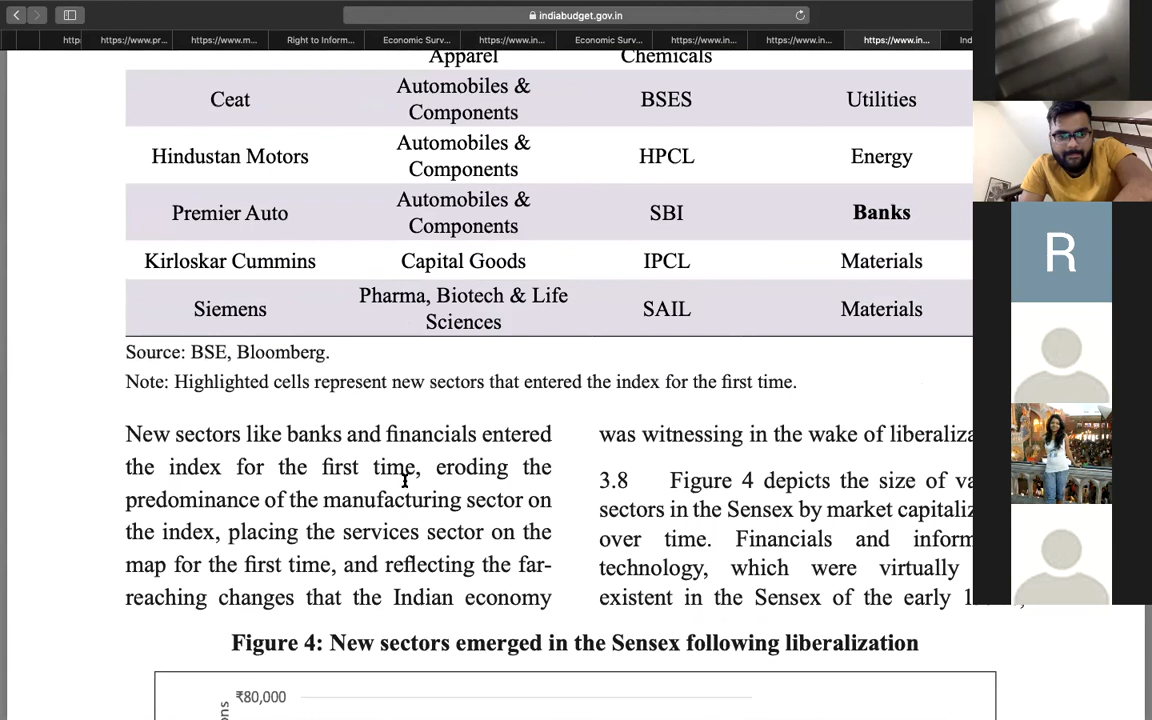 indiabudget.gov.in
http
https://www.pr...
https://www.m...
Right to Inform...
Economic Surv...
https://www.in...
Economic Surv...
https://www.in...
https://www.in...
https://www.in...
Ind
Apparel Chemicals
Ceat Automobiles & Components BSES Utilities
Hindustan Motors Automobiles & Components HPCL Energy
Premier Auto Automobiles & Components SBI Banks
Kirloskar Cummins Capital Goods IPCL Materials
Siemens Pharma, Biotech & Life Sciences SAIL Materials
Source: BSE, Bloomberg.
Note: Highlighted cells represent new sectors that entered the index for the first time.
New sectors like banks and financials entered
the index for the first time, eroding the
predominance of the manufacturing sector on
the index, placing the services sector on the
map for the first time, and reflecting the far-
reaching changes that the Indian economy
was witnessing in the wake of liberaliza
3.8 Figure 4 depicts the size of va
sectors in the Sensex by market capitaliz
over time. Financials and inform
technology, which were virtually
existent in the Sensex of the early
Figure 4: New sectors emerged in the Sensex following liberalization
₹80,000
R